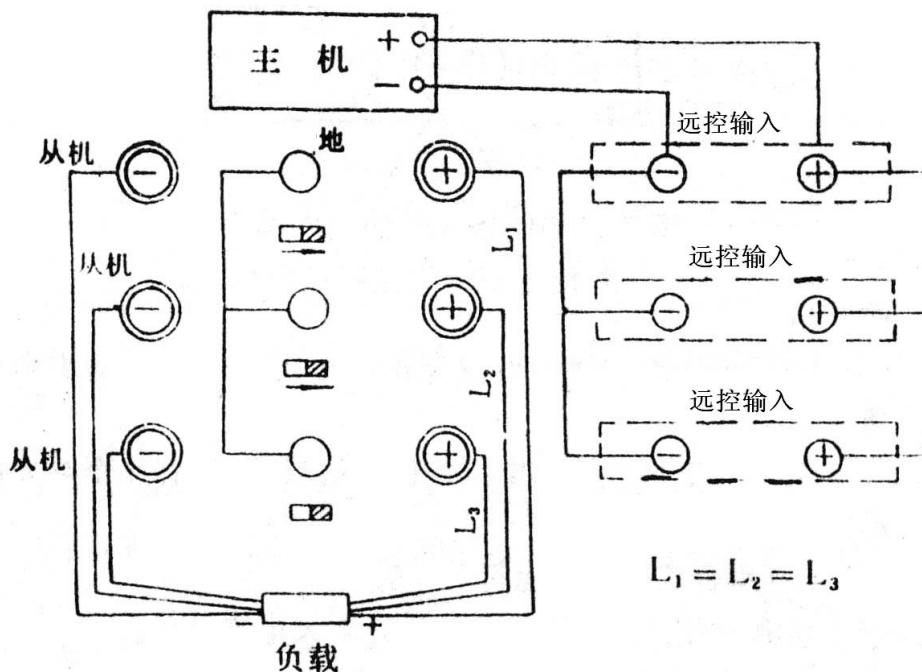 主 机
+
−
远控输入
从机
−
地
+
−
+
L₁
从机
远控输入
−
+
−
+
L₂
远控输入
从机
−
+
−
+
L₃
L₁ = L₂ = L₃
−
+
负载